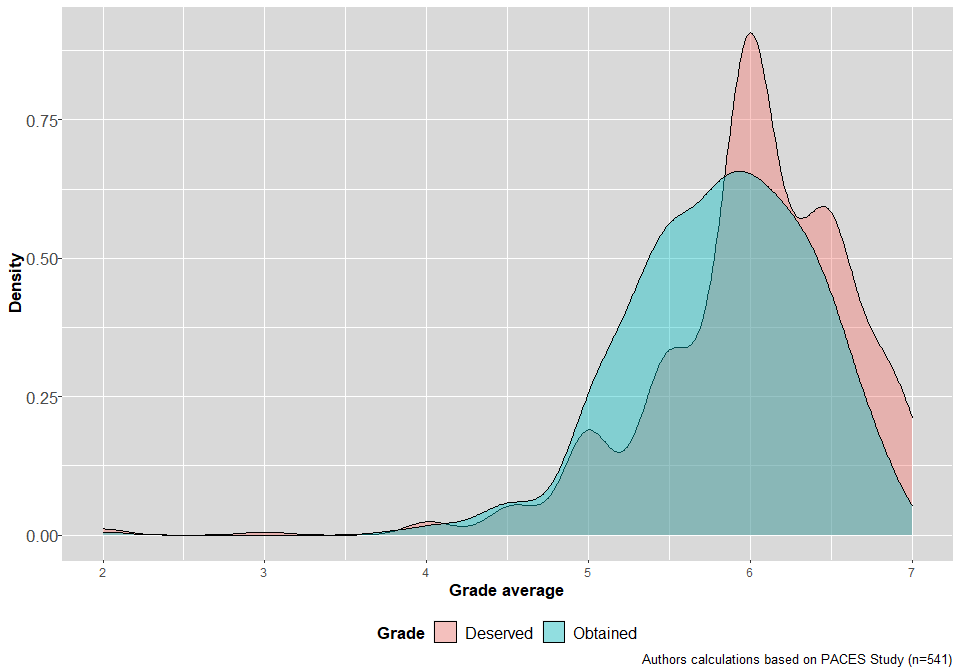 0.75
0.50
0.25
0.00
Density
2 3 4 5 6 7
Grade average
Grade Deserved Obtained
Authors calculations based on PACES Study (n=541)